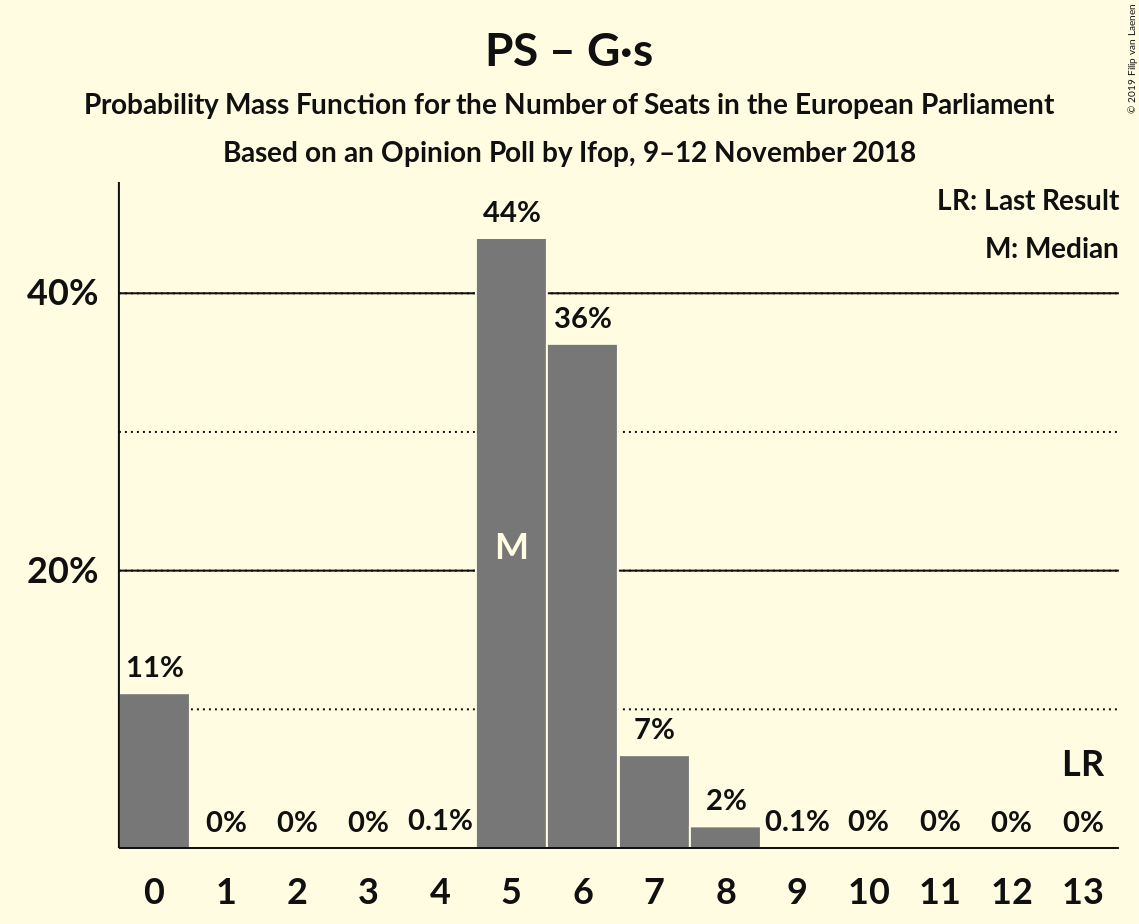 PS – G·s
Probability Mass Function for the Number of Seats in the European Parliament
Based on an Opinion Poll by Ifop, 9–12 November 2018
© 2019 Filip van Laenen
LR: Last Result
M: Median
44%
40%
36%
M
20%
11%
7%
LR
2%
0% 0% 0% 0.1% 0.1% 0% 0% 0% 0%
0 1 2 3 4 5 6 7 8 9 10 11 12 13